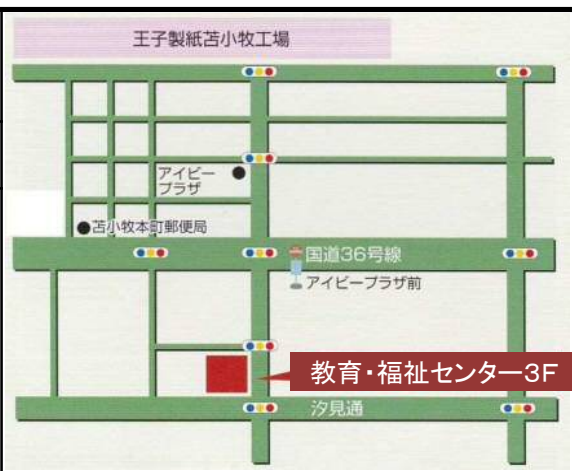 王子製紙苫小牧工場
アイビー
プラザ
苫小牧本町郵便局
国道36号線
アイビープラザ前
教育・福祉センター3F
汐見通